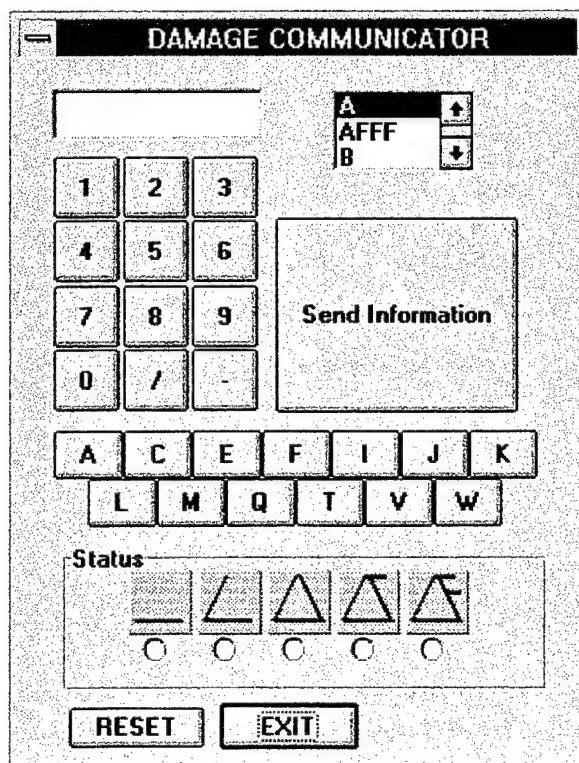 DAMAGE COMMUNICATOR
A
AFFF
B
1 2 3
4 5 6
7 8 9
0 / -
Send Information
A C E F I J K
L M Q T V W
Status
RESET EXIT